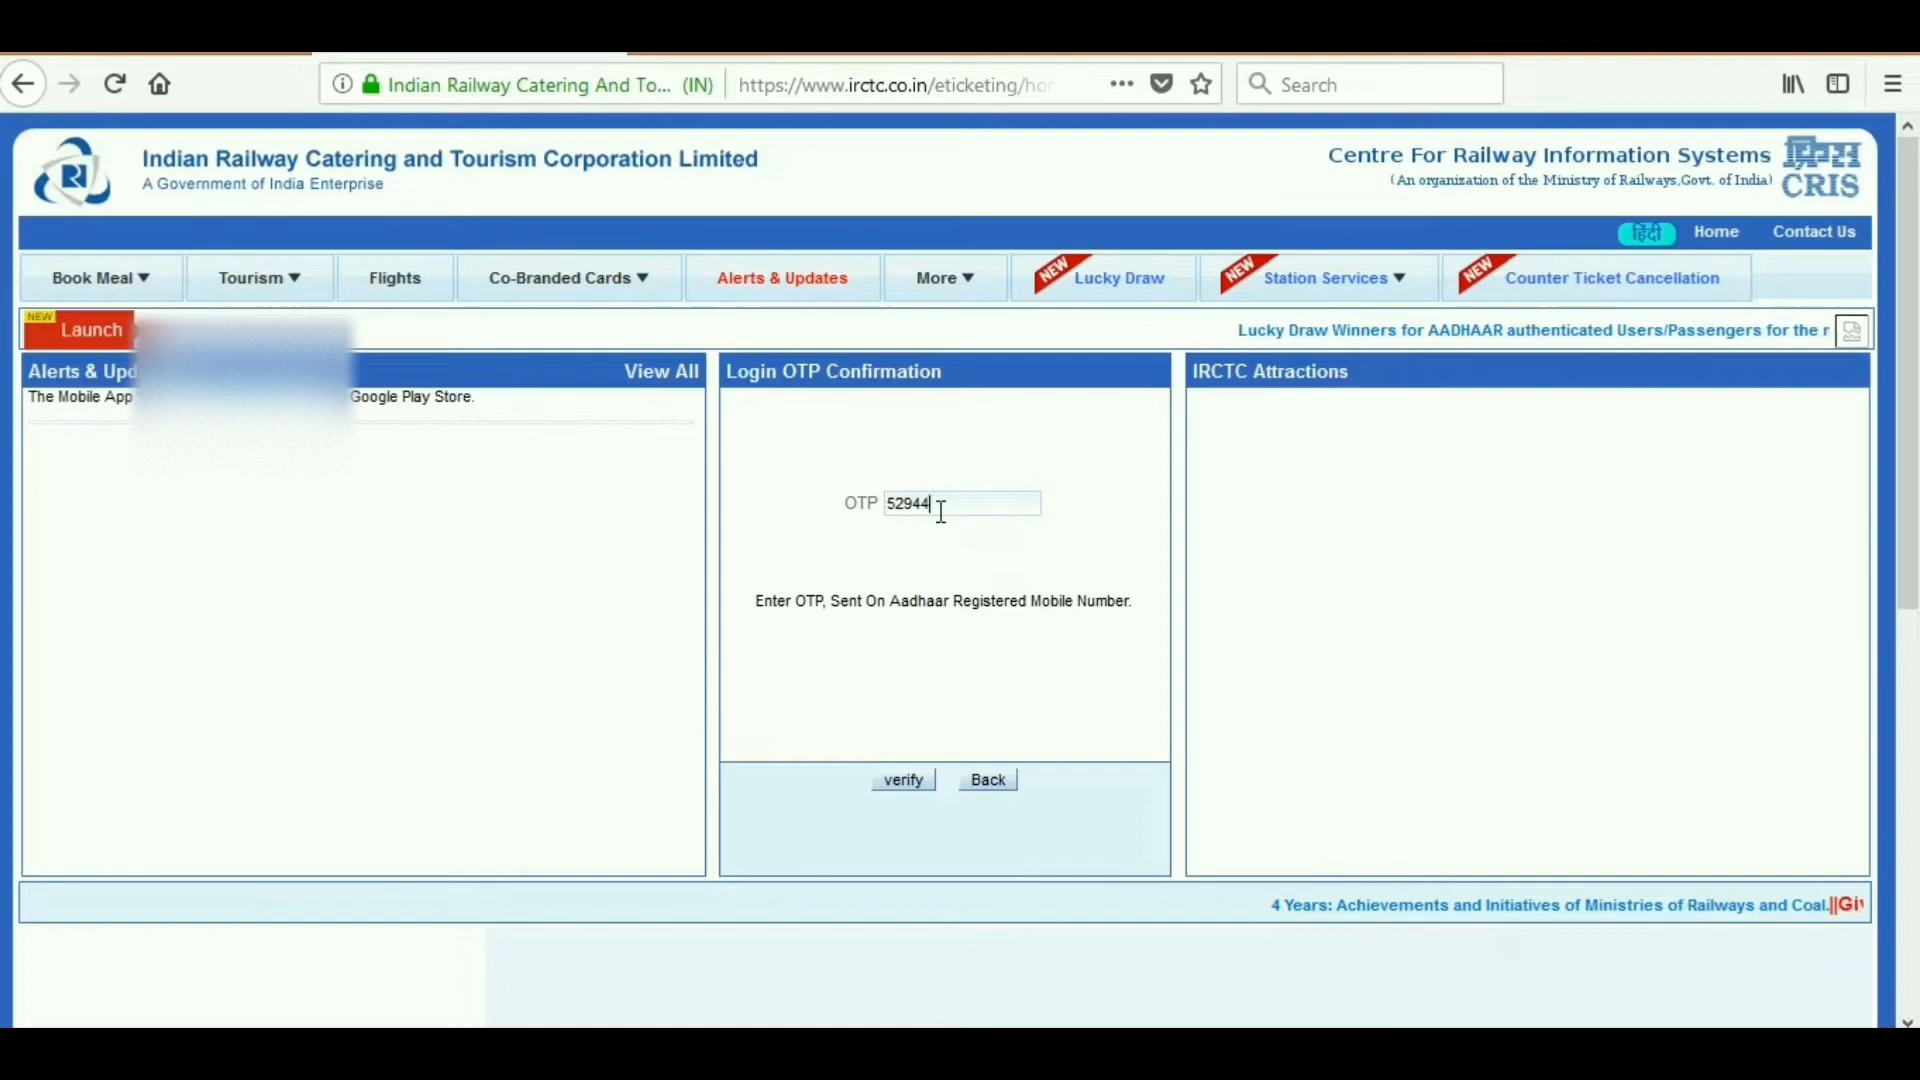 Indian Railway Catering And To... (IN)
https://www.irctc.co.in/eticketing/ho
Search
Indian Railway Catering and Tourism Corporation Limited
A Government of India Enterprise
Centre For Railway Information Systems
(An organization of the Ministry of Railways,Govt. of India)
CRIS
हिंदी
Home
Contact Us
Book Meal
Tourism
Flights
Co-Branded Cards
Alerts & Updates
More
NEW
Lucky Draw
NEW
Station Services
NEW
Counter Ticket Cancellation
NEW
Launch
Lucky Draw Winners for AADHAAR authenticated Users/Passengers for the
Alerts & Upd
View All
The Mobile App
Google Play Store.
Login OTP Confirmation
OTP 52944
Enter OTP, Sent On Aadhaar Registered Mobile Number.
verify
Back
IRCTC Attractions
4 Years: Achievements and Initiatives of Ministries of Railways and Coal.||Gi